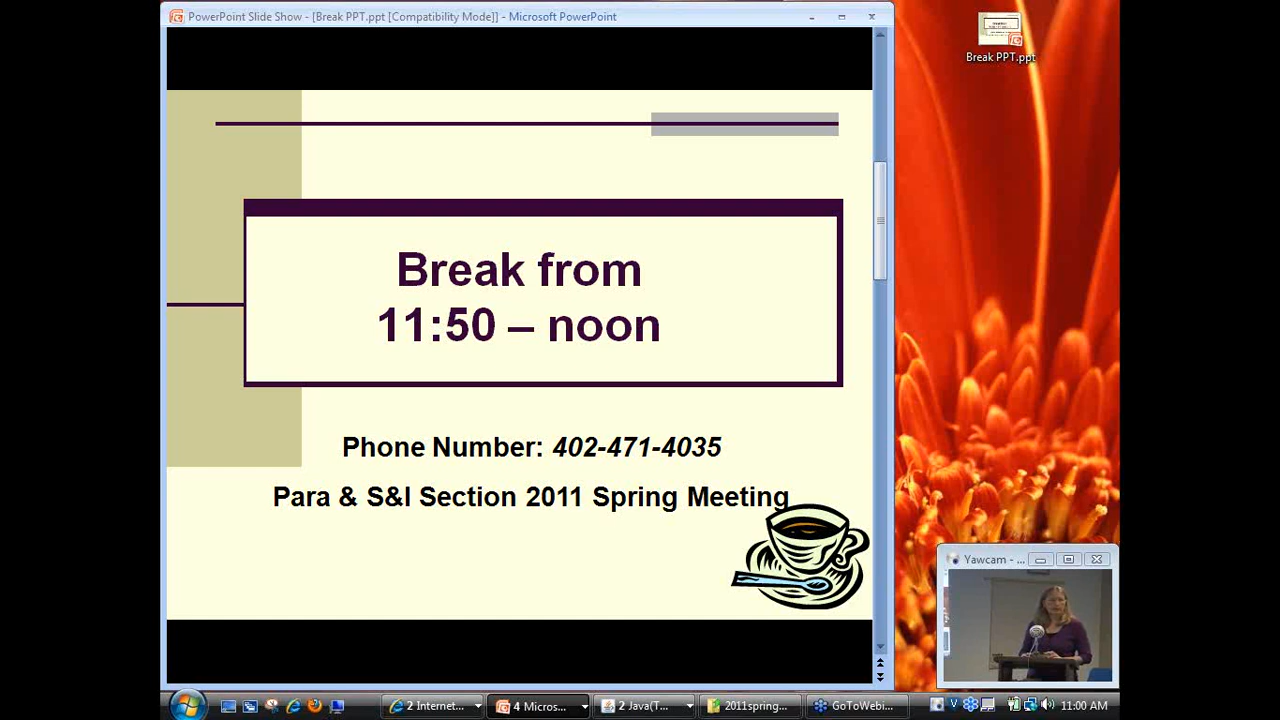 PowerPoint Slide Show - [Break PPT.ppt [Compatibility Mode]] - Microsoft PowerPoint
Break PPT.ppt
Break from
11:50 – noon
Phone Number: 402-471-4035
Para & S&I Section 2011 Spring Meeting
Yawcam - ...
2 Internet...
4 Micros...
2 Java(T...
2011spring...
GoToWebi...
V
11:00 AM